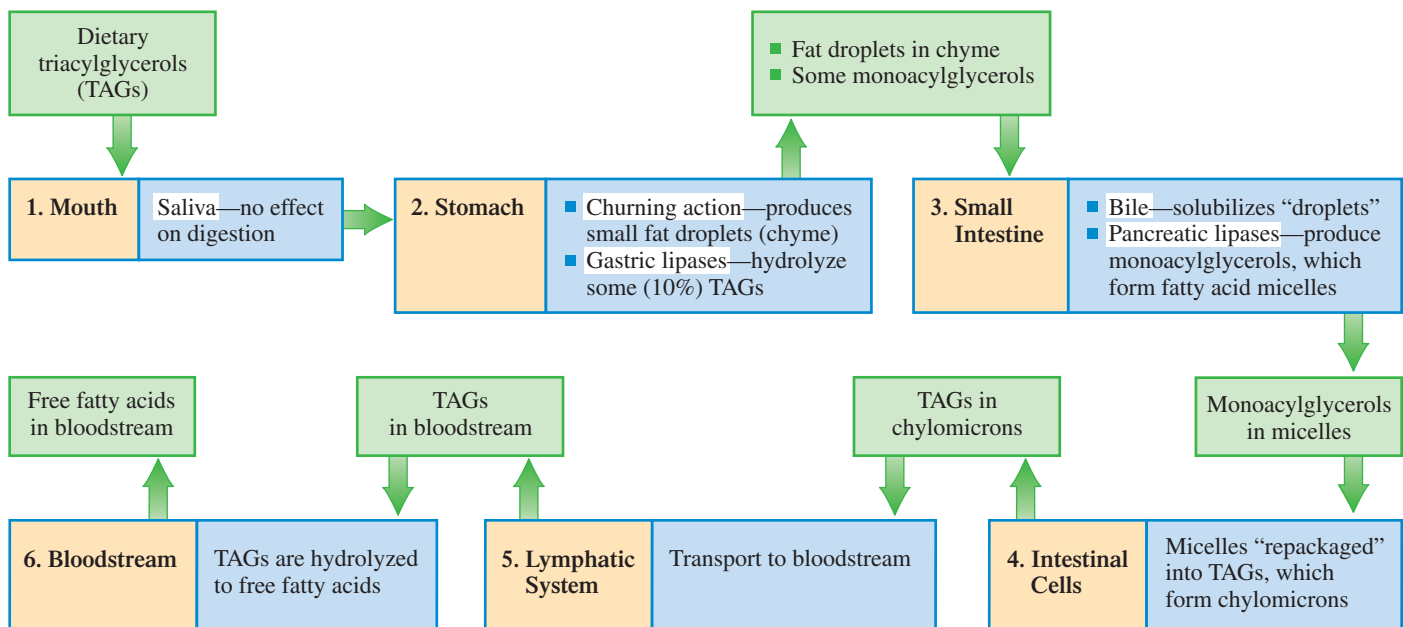 Dietary
triacylglycerols
(TAGs)
■ Fat droplets in chyme
■ Some monoacylglycerols
1. Mouth
Saliva—no effect
on digestion
2. Stomach
■ Churning action—produces
small fat droplets (chyme)
■ Gastric lipases—hydrolyze
some (10%) TAGs
3. Small
Intestine
■ Bile—solubilizes “droplets”
■ Pancreatic lipases—produce
monoacylglycerols, which
form fatty acid micelles
Monoacylglycerols
in micelles
4. Intestinal
Cells
Micelles “repackaged”
into TAGs, which
form chylomicrons
TAGs in
chylomicrons
5. Lymphatic
System
Transport to bloodstream
TAGs
in bloodstream
6. Bloodstream
TAGs are hydrolyzed
to free fatty acids
Free fatty acids
in bloodstream